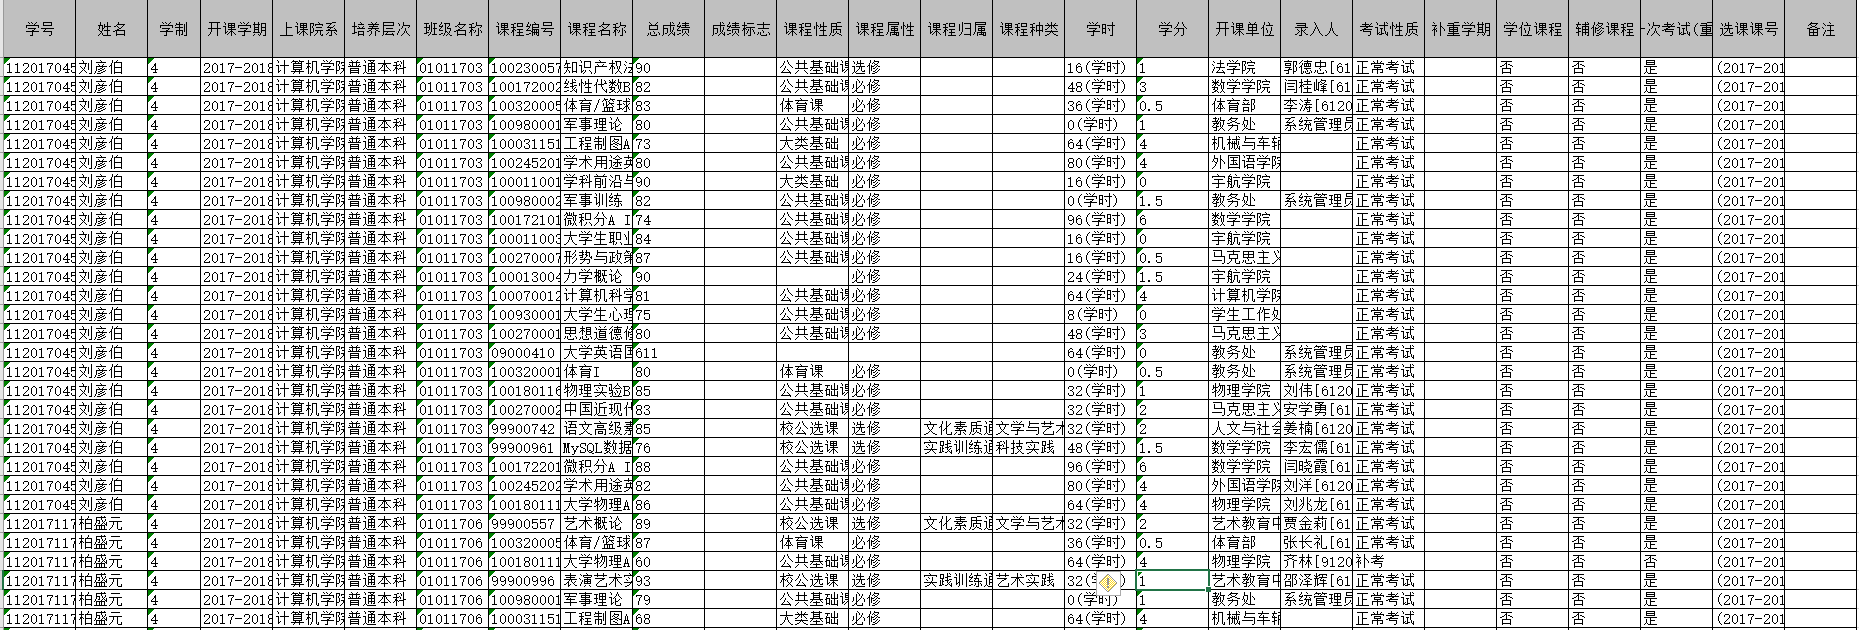 学号 姓名 学制 开课学期 上课院系 培养层次 班级名称 课程编号 课程名称 总成绩 成绩标志 课程性质 课程属性 课程归属 课程种类 学时 学分 开课单位 录入人 考试性质 补重学期 学位课程 辅修课程 次考试(重 选课课号 备注
112017045 刘彦伯 4 2017-2018 计算机学院 普通本科 01011703 100230057 知识产权法 90 公共基础课 选修 16(学时) 1 法学院 郭德忠[61 正常考试 否 否 是 (2017-201
112017045 刘彦伯 4 2017-2018 计算机学院 普通本科 01011703 100172002 线性代数B 82 公共基础课 必修 48(学时) 3 数学学院 闫桂峰[61 正常考试 否 否 是 (2017-201
112017045 刘彦伯 4 2017-2018 计算机学院 普通本科 01011703 100320005 体育/篮球 83 体育课 必修 36(学时) 0.5 体育部 李涛[6120 正常考试 否 否 是 (2017-201
112017045 刘彦伯 4 2017-2018 计算机学院 普通本科 01011703 100980001 军事理论 80 公共基础课 必修 0(学时) 1 教务处 系统管理员 正常考试 否 否 是 (2017-201
112017045 刘彦伯 4 2017-2018 计算机学院 普通本科 01011703 100031151 工程制图A 73 大类基础 必修 64(学时) 4 机械与车辆 正常考试 否 否 是 (2017-201
112017045 刘彦伯 4 2017-2018 计算机学院 普通本科 01011703 100245201 学术用途英 80 公共基础课 必修 80(学时) 4 外国语学院 正常考试 否 否 是 (2017-201
112017045 刘彦伯 4 2017-2018 计算机学院 普通本科 01011703 100011001 学科前沿与 90 大类基础 必修 16(学时) 0 宇航学院 正常考试 否 否 是 (2017-201
112017045 刘彦伯 4 2017-2018 计算机学院 普通本科 01011703 100980002 军事训练 82 公共基础课 必修 0(学时) 1.5 教务处 系统管理员 正常考试 否 否 是 (2017-201
112017045 刘彦伯 4 2017-2018 计算机学院 普通本科 01011703 100172101 微积分A I 74 公共基础课 必修 96(学时) 6 数学学院 正常考试 否 否 是 (2017-201
112017045 刘彦伯 4 2017-2018 计算机学院 普通本科 01011703 100011003 大学生职业 84 公共基础课 必修 16(学时) 0 宇航学院 正常考试 否 否 是 (2017-201
112017045 刘彦伯 4 2017-2018 计算机学院 普通本科 01011703 100270007 形势与政策 87 公共基础课 必修 16(学时) 0.5 马克思主义 正常考试 否 否 是 (2017-201
112017045 刘彦伯 4 2017-2018 计算机学院 普通本科 01011703 100013004 力学概论 90 必修 24(学时) 1.5 宇航学院 正常考试 否 否 是 (2017-201
112017045 刘彦伯 4 2017-2018 计算机学院 普通本科 01011703 100070012 计算机科学 81 公共基础课 必修 64(学时) 4 计算机学院 正常考试 否 否 是 (2017-201
112017045 刘彦伯 4 2017-2018 计算机学院 普通本科 01011703 100930001 大学生心理 75 公共基础课 必修 8(学时) 0 学生工作处 正常考试 否 否 是 (2017-201
112017045 刘彦伯 4 2017-2018 计算机学院 普通本科 01011703 100270001 思想道德修 80 公共基础课 必修 48(学时) 3 马克思主义 正常考试 否 否 是 (2017-201
112017045 刘彦伯 4 2017-2018 计算机学院 普通本科 01011703 09000410 大学英语国 611 64(学时) 0 教务处 系统管理员 正常考试 否 否 是 (2017-201
112017045 刘彦伯 4 2017-2018 计算机学院 普通本科 01011703 100320001 体育I 80 体育课 必修 0(学时) 0.5 教务处 系统管理员 正常考试 否 否 是 (2017-201
112017045 刘彦伯 4 2017-2018 计算机学院 普通本科 01011703 100180116 物理实验B 85 公共基础课 必修 32(学时) 1 物理学院 刘伟[6120 正常考试 否 否 是 (2017-201
112017045 刘彦伯 4 2017-2018 计算机学院 普通本科 01011703 100270002 中国近现代 83 公共基础课 必修 32(学时) 2 马克思主义 安学勇[61 正常考试 否 否 是 (2017-201
112017045 刘彦伯 4 2017-2018 计算机学院 普通本科 01011703 99900742 语文高级素 85 校公选课 选修 文化素质通 文学与艺术 32(学时) 2 人文与社会 姜楠[6120 正常考试 否 否 是 (2017-201
112017045 刘彦伯 4 2017-2018 计算机学院 普通本科 01011703 99900961 MySQL数据 76 校公选课 选修 实践训练通 科技实践 48(学时) 1.5 数学学院 李宏儒[61 正常考试 否 否 是 (2017-201
112017045 刘彦伯 4 2017-2018 计算机学院 普通本科 01011703 100172201 微积分A I 88 公共基础课 必修 96(学时) 6 数学学院 闫晓霞[61 正常考试 否 否 是 (2017-201
112017045 刘彦伯 4 2017-2018 计算机学院 普通本科 01011703 100245202 学术用途英 82 公共基础课 必修 80(学时) 4 外国语学院 刘洋[6120 正常考试 否 否 是 (2017-201
112017045 刘彦伯 4 2017-2018 计算机学院 普通本科 01011703 100180111 大学物理A 86 公共基础课 必修 64(学时) 4 物理学院 刘兆龙[61 正常考试 否 否 是 (2017-201
112017117 柏盛元 4 2017-2018 计算机学院 普通本科 01011706 99900557 艺术概论 89 校公选课 选修 文化素质通 文学与艺术 32(学时) 2 艺术教育中 贾金莉[61 正常考试 否 否 是 (2017-201
112017117 柏盛元 4 2017-2018 计算机学院 普通本科 01011706 100320005 体育/篮球 87 体育课 必修 36(学时) 0.5 体育部 张长礼[61 正常考试 否 否 是 (2017-201
112017117 柏盛元 4 2017-2018 计算机学院 普通本科 01011706 100180111 大学物理A 60 公共基础课 必修 64(学时) 4 物理学院 齐林[9120 补考 否 否 否 (2017-201
112017117 柏盛元 4 2017-2018 计算机学院 普通本科 01011706 99900996 表演艺术实 93 校公选课 选修 实践训练通 艺术实践 32( 1 艺术教育中 邵泽辉[61 正常考试 否 否 是 (2017-201
112017117 柏盛元 4 2017-2018 计算机学院 普通本科 01011706 100980001 军事理论 79 公共基础课 必修 0(学时) 1 教务处 系统管理员 正常考试 否 否 是 (2017-201
112017117 柏盛元 4 2017-2018 计算机学院 普通本科 01011706 100031151 工程制图A 68 大类基础 必修 64(学时) 4 机械与车辆 正常考试 否 否 是 (2017-201